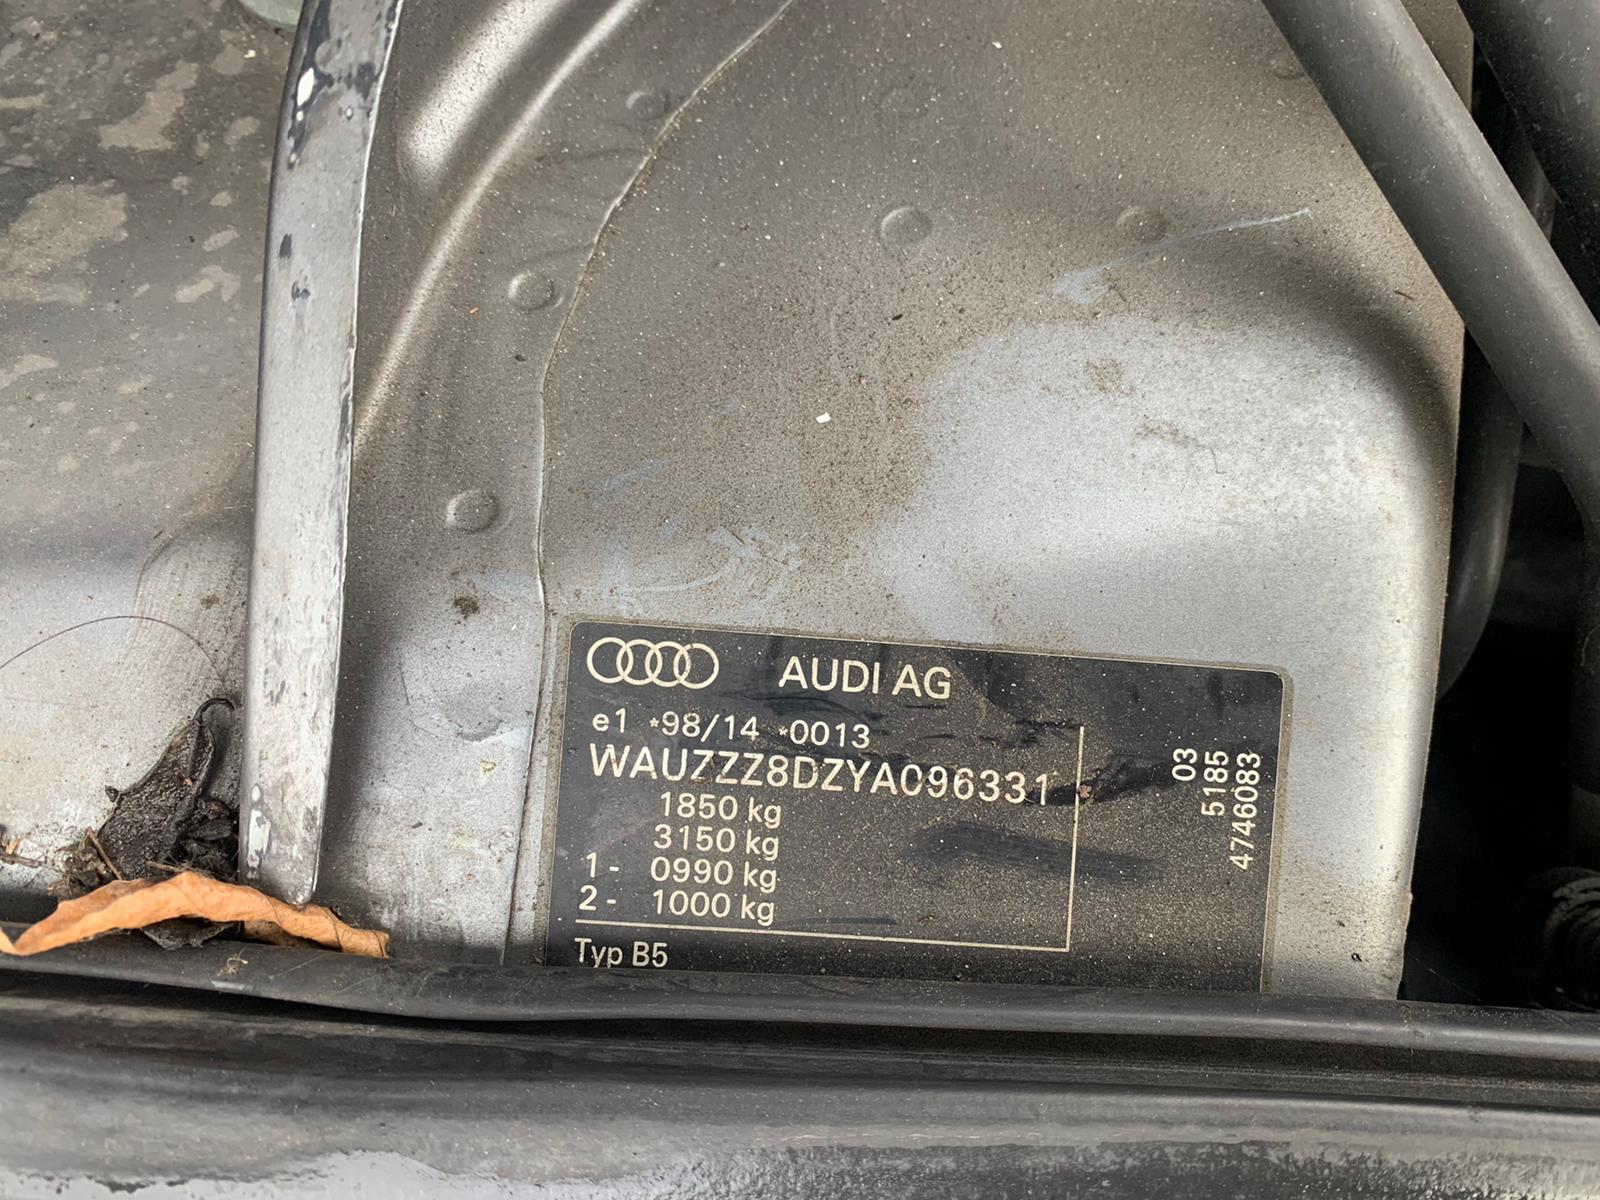 AUDI AG
e1 *98/14 *0013
WAUZZZ8DZYA096331
1850 kg
3150 kg
1- 0990 kg
2- 1000 kg
Typ B5
03
5185
4746083